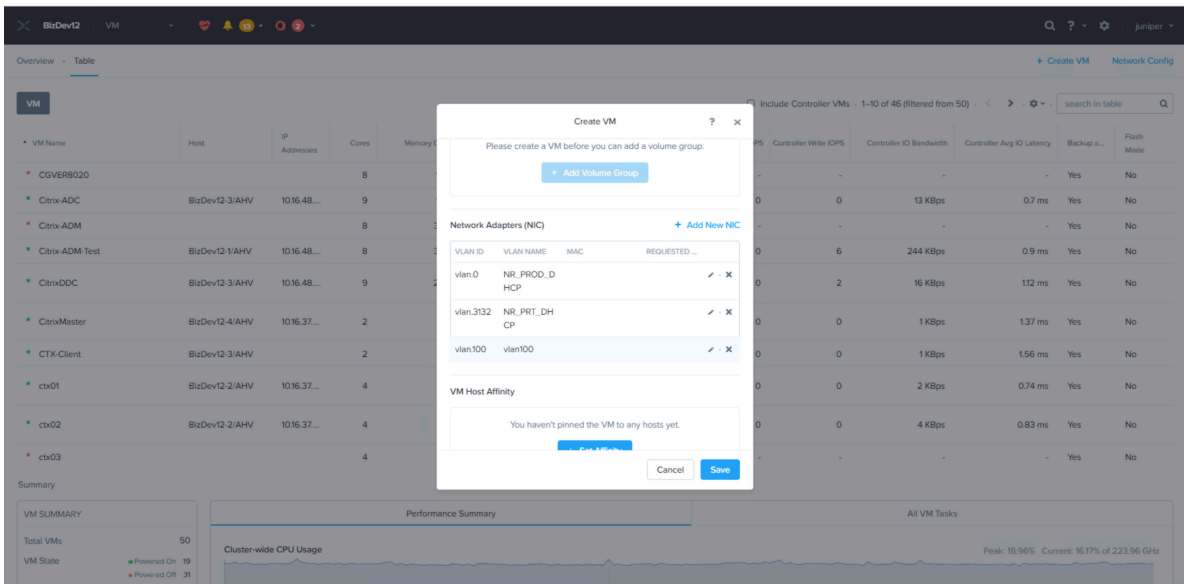 BizDev12 VM 13 2 ? juniper
Overview · Table + Create VM Network Config
VM Include Controller VMs · 1–10 of 46 (filtered from 50) · search in table
VM Name Host IP Addresses Cores Memory C Controller Write IOPS Controller IO Bandwidth Controller Avg IO Latency Backup a... Flash Mode
CGVER8020 8 - - - - Yes No
Citrix-ADC BizDev12-3/AHV 10.16.48.... 9 0 0 13 KBps 0.7 ms Yes No
Citrix-ADM 8 - - - - Yes No
Citrix-ADM-Test BizDev12-1/AHV 10.16.48.... 8 0 6 244 KBps 0.9 ms Yes No
CitrixDDC BizDev12-3/AHV 10.16.48.... 9 0 2 16 KBps 1.12 ms Yes No
CitrixMaster BizDev12-4/AHV 10.16.37.... 2 0 0 1 KBps 1.37 ms Yes No
CTX-Client BizDev12-3/AHV 2 0 0 1 KBps 1.56 ms Yes No
ctx01 BizDev12-2/AHV 10.16.37.... 4 0 0 2 KBps 0.74 ms Yes No
ctx02 BizDev12-2/AHV 10.16.37.... 4 0 0 4 KBps 0.83 ms Yes No
ctx03 4 - - - - Yes No
Create VM ? ×
Please create a VM before you can add a volume group.
+ Add Volume Group
Network Adapters (NIC) + Add New NIC
VLAN ID VLAN NAME MAC REQUESTED ...
vlan.0 NR_PROD_D
HCP
vlan.3132 NR_PRT_DH
CP
vlan.100 vlan100
VM Host Affinity
You haven't pinned the VM to any hosts yet.
+ Set Affinity
Cancel Save
Summary
VM SUMMARY Performance Summary All VM Tasks
Total VMs 50
Cluster-wide CPU Usage Peak: 18.96% Current: 16.17% of 223.96 GHz
VM State Powered On 19
Powered Off 31